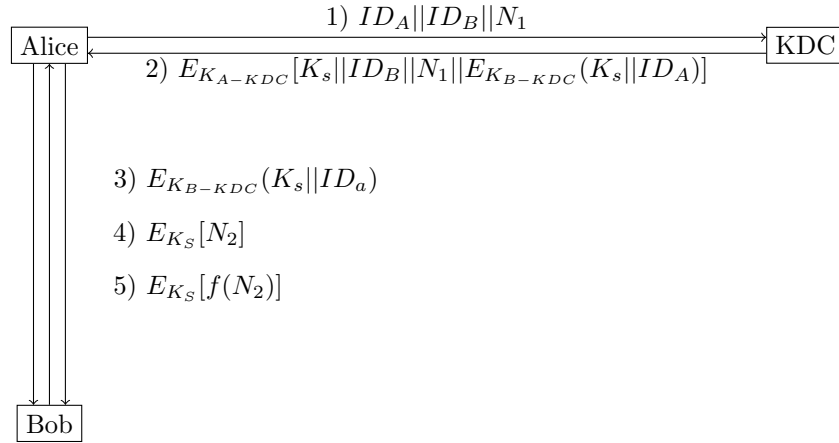 1) $ID_A||ID_B||N_1$
Alice
KDC
2) $E_{K_{A-KDC}}[K_s||ID_B||N_1||E_{K_{B-KDC}}(K_s||ID_A)]$
3) $E_{K_{B-KDC}}(K_s||ID_a)$
4) $E_{K_S}[N_2]$
5) $E_{K_S}[f(N_2)]$
Bob